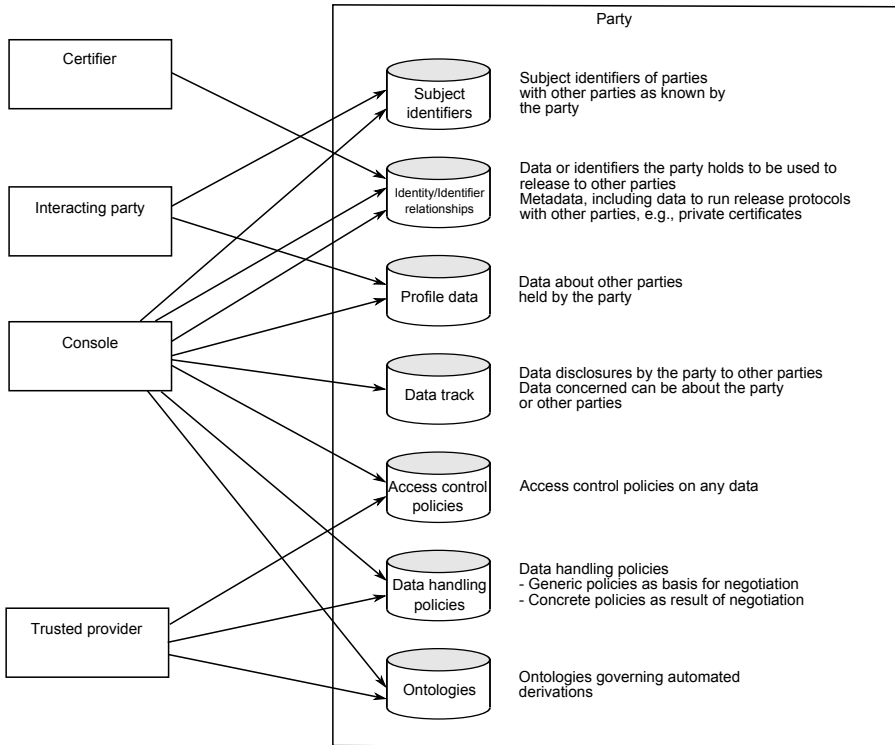 Party
Certifier
Subject
identifiers
Subject identifiers of parties
with other parties as known by
the party
Interacting party
Identity/Identifier
relationships
Data or identifiers the party holds to be used to
release to other parties
Metadata, including data to run release protocols
with other parties, e.g., private certificates
Profile data
Data about other parties
held by the party
Console
Data track
Data disclosures by the party to other parties
Data concerned can be about the party
or other parties
Access control
policies
Access control policies on any data
Data handling
policies
Data handling policies
- Generic policies as basis for negotiation
- Concrete policies as result of negotiation
Trusted provider
Ontologies
Ontologies governing automated
derivations